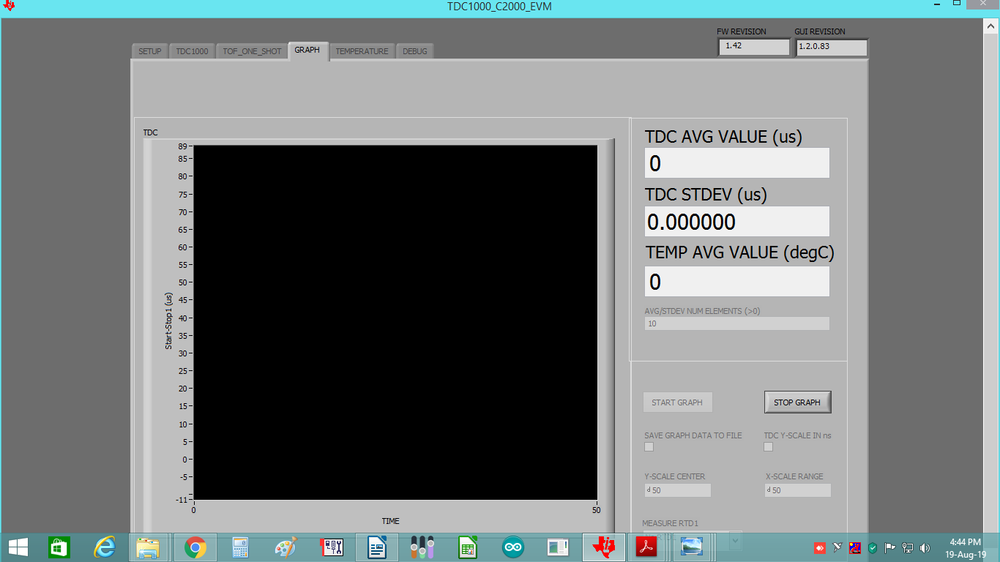 TDC1000_C2000_EVM
FW REVISION
GUI REVISION
1.42
1.2.0.83
SETUP
TDC1000
TOF_ONE_SHOT
GRAPH
TEMPERATURE
DEBUG
TDC
89
85
80
75
70
65
60
55
50
45
40
35
30
25
20
15
10
5
0
-5
-11
Start-Stop1 (us)
0
50
TIME
TDC AVG VALUE (us)
0
TDC STDEV (us)
0.000000
TEMP AVG VALUE (degC)
0
AVG/STDEV NUM ELEMENTS (>0)
10
START GRAPH
STOP GRAPH
SAVE GRAPH DATA TO FILE
TDC Y-SCALE IN ns
Y-SCALE CENTER
X-SCALE RANGE
d 50
d 50
MEASURE RTD1
4:44 PM
19-Aug-19